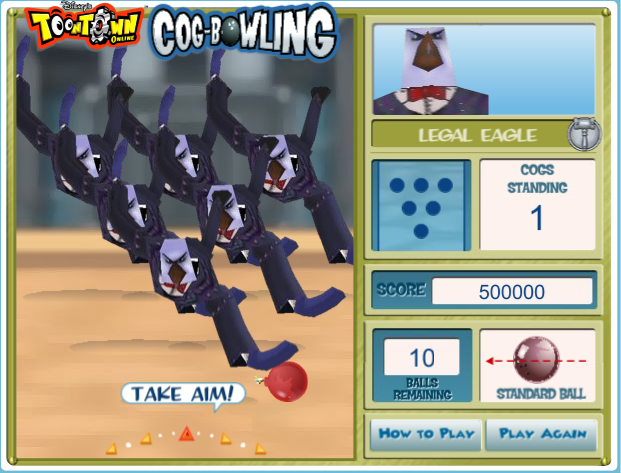 Disney's
TOONTOWN
ONLINE
COG-BOWLING
LEGAL EAGLE
COGS
STANDING
1
SCORE
500000
10
BALLS
REMAINING
STANDARD BALL
TAKE AIM!
HOW TO PLAY
PLAY AGAIN